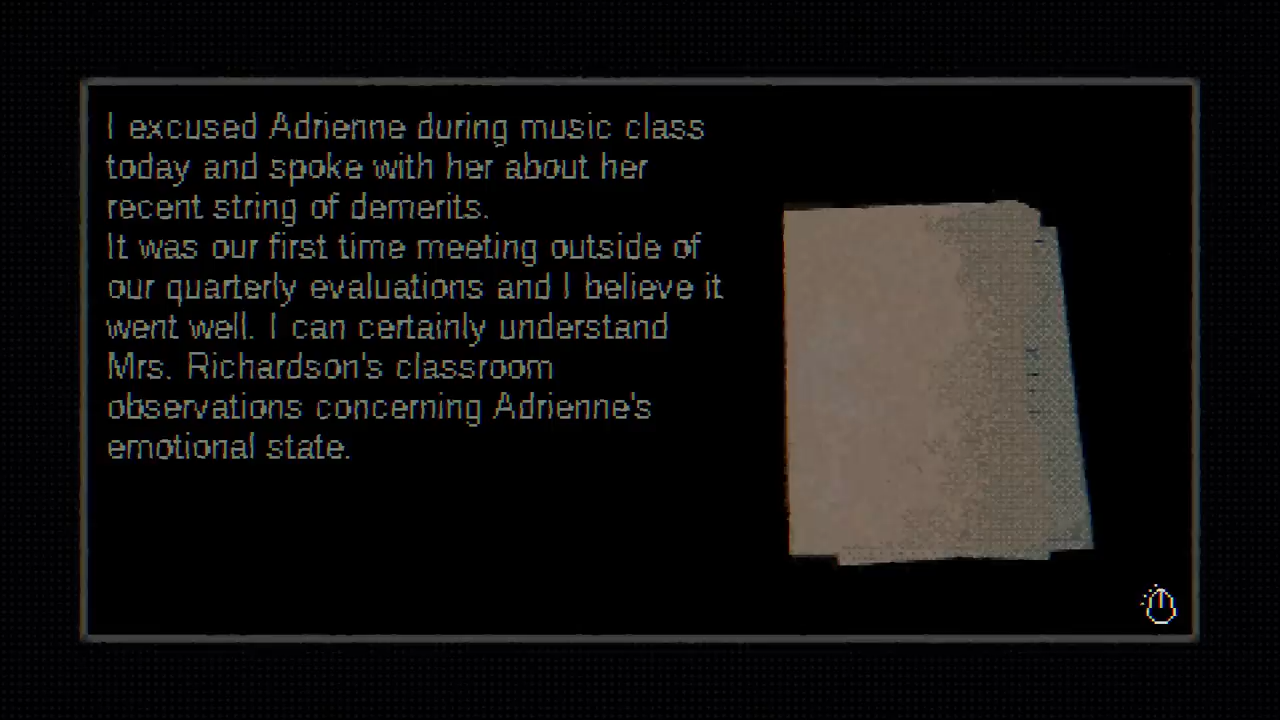 I excused Adrienne during music class
today and spoke with her about her
recent string of demerits.
It was our first time meeting outside of
our quarterly evaluations and I believe it
went well. I can certainly understand
Mrs. Richardson's classroom
observations concerning Adrienne's
emotional state.